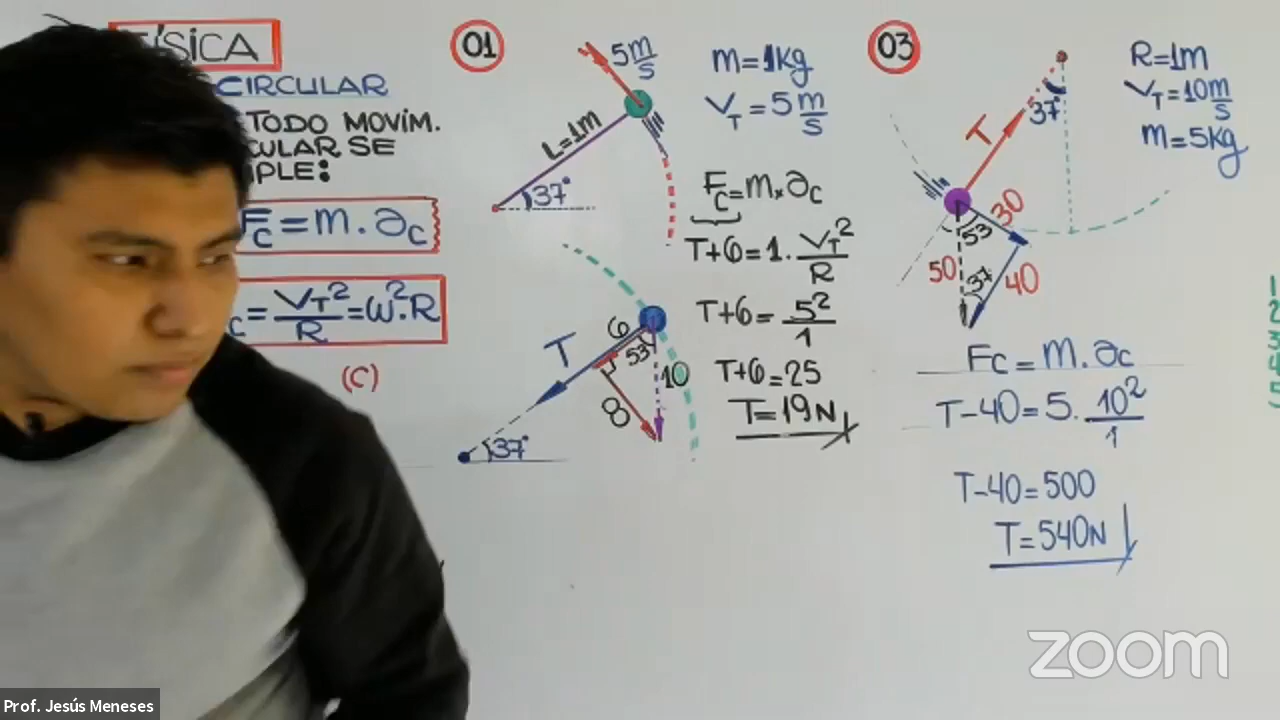 FÍSICA
CIRCULAR
TODO MOVIM.
CULAR SE
MPLE:
Fc = m. ac
c = VT²/R = ω².R
(C)
01
5 m/s
L=1m
37°
m=1kg
VT = 5 m/s
Fc = m × ac
T+6 = 1. VT²/R
T+6 = 5²/1
T+6 = 25
T = 19N
T
6
53
10
8
37°
03
R=1m
VT = 10 m/s
m = 5kg
37°
T
30
53
50
37
40
Fc = m. ac
T-40 = 5. 10²/1
T-40 = 500
T = 540N
zoom
Prof. Jesús Meneses